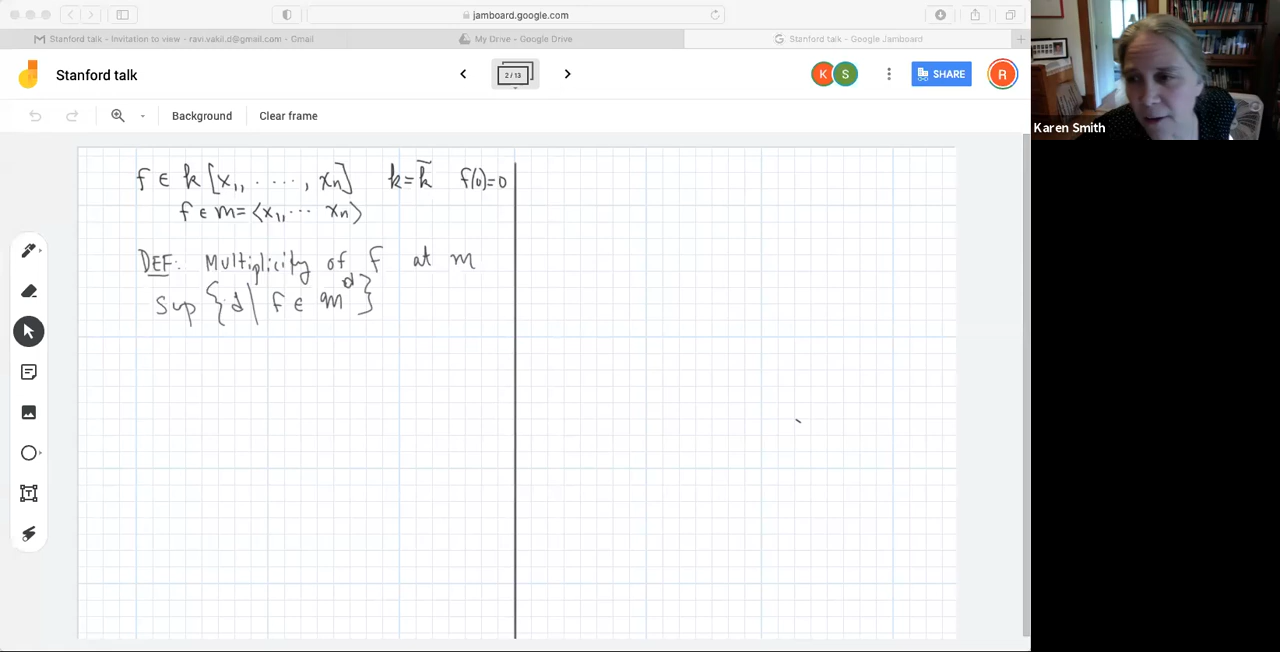 jamboard.google.com
Stanford talk - Invitation to view - ravi.vakil.d@gmail.com - Gmail
My Drive - Google Drive
Stanford talk - Google Jamboard
Stanford talk
2 / 13
K
S
SHARE
R
Background
Clear frame
Karen Smith
f ∈ k [x₁, ....., xₙ] k = k̄ f(0)=0
f ∈ m = <x₁, ... xₙ>
DEF: Multiplicity of f at m
Sup { d | f ∈ m^d }